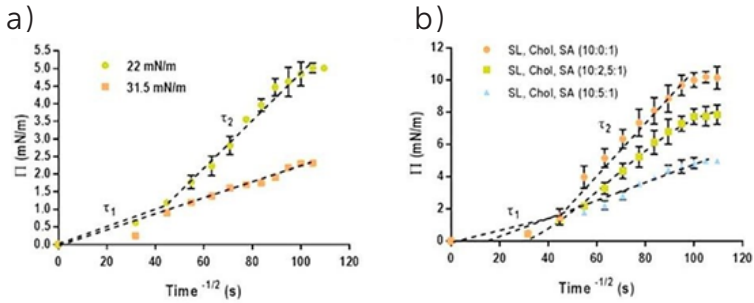 a)
5.5
5.0
4.5
4.0
3.5
3.0
2.5
2.0
1.5
1.0
0.5
0.0
Π (mN/m)
22 mN/m
31.5 mN/m
τ2
τ1
0 20 40 60 80 100 120
Time -1/2 (s)
b)
12
10
8
6
4
2
0
Π (mN/m)
SL, Chol, SA (10:0:1)
SL, Chol, SA (10:2,5:1)
SL, Chol, SA (10:5:1)
τ2
τ1
0 20 40 60 80 100 120
Time -1/2 (s)